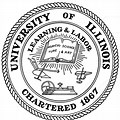 UNIVERSITY OF ILLINOIS
LEARNING & LABOR
CHARTERED 1867